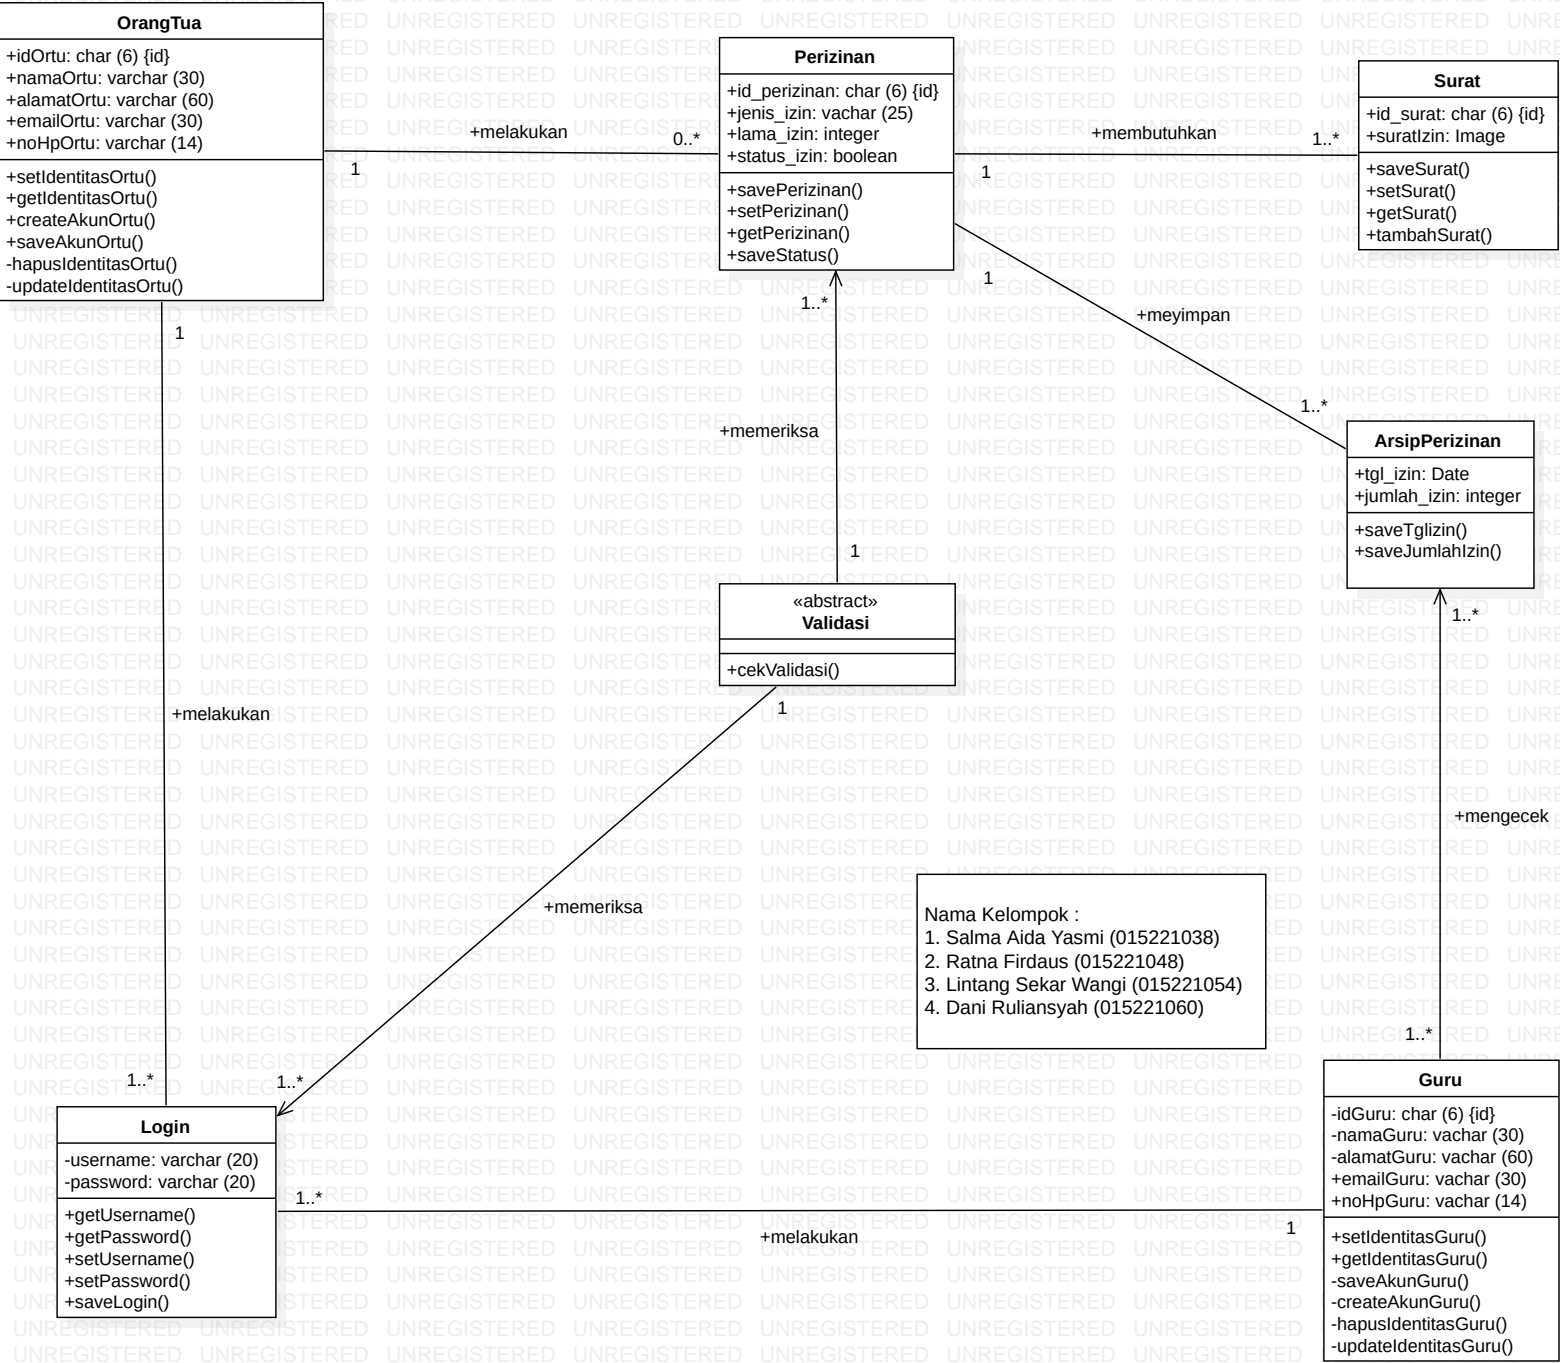 OrangTua
+idOrtu: char (6) {id}
+namaOrtu: varchar (30)
+alamatOrtu: varchar (60)
+emailOrtu: varchar (30)
+noHpOrtu: varchar (14)
+setIdentitasOrtu()
+getIdentitasOrtu()
+createAkunOrtu()
+saveAkunOrtu()
-hapusIdentitasOrtu()
-updateIdentitasOrtu()
+melakukan
1
0..*
Perizinan
+id_perizinan: char (6) {id}
+jenis_izin: vachar (25)
+lama_izin: integer
+status_izin: boolean
+savePerizinan()
+setPerizinan()
+getPerizinan()
+saveStatus()
+membutuhkan
1
1..*
Surat
+id_surat: char (6) {id}
+suratIzin: Image
+saveSurat()
+setSurat()
+getSurat()
+tambahSurat()
1
+meyimpan
1..*
ArsipPerizinan
+tgl_izin: Date
+jumlah_izin: integer
+saveTglizin()
+saveJumlahIzin()
1..*
+memeriksa
1
«abstract»
Validasi
+cekValidasi()
1
+memeriksa
1..*
1
+melakukan
1..*
Login
-username: varchar (20)
-password: varchar (20)
+getUsername()
+getPassword()
+setUsername()
+setPassword()
+saveLogin()
1..*
+melakukan
1
1..*
+mengecek
1..*
Nama Kelompok :
1. Salma Aida Yasmi (015221038)
2. Ratna Firdaus (015221048)
3. Lintang Sekar Wangi (015221054)
4. Dani Ruliansyah (015221060)
Guru
-idGuru: char (6) {id}
-namaGuru: vachar (30)
-alamatGuru: vachar (60)
+emailGuru: vachar (30)
+noHpGuru: vachar (14)
+setIdentitasGuru()
+getIdentitasGuru()
-saveAkunGuru()
-createAkunGuru()
-hapusIdentitasGuru()
-updateIdentitasGuru()
UNREGISTERED